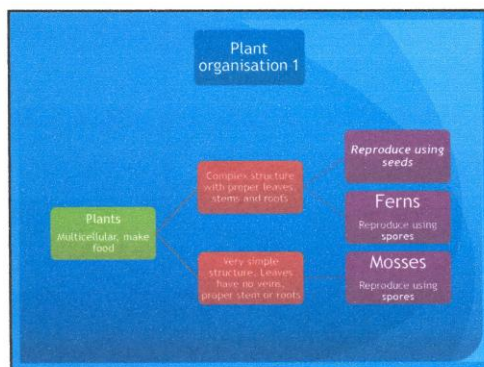 Plant
organisation 1
Plants
Multicellular, make
food
Complex structure
with proper leaves,
stems and roots
Very simple
structure. Leaves
have no veins,
proper stem or roots
Reproduce using
seeds
Ferns
Reproduce using
spores
Mosses
Reproduce using
spores